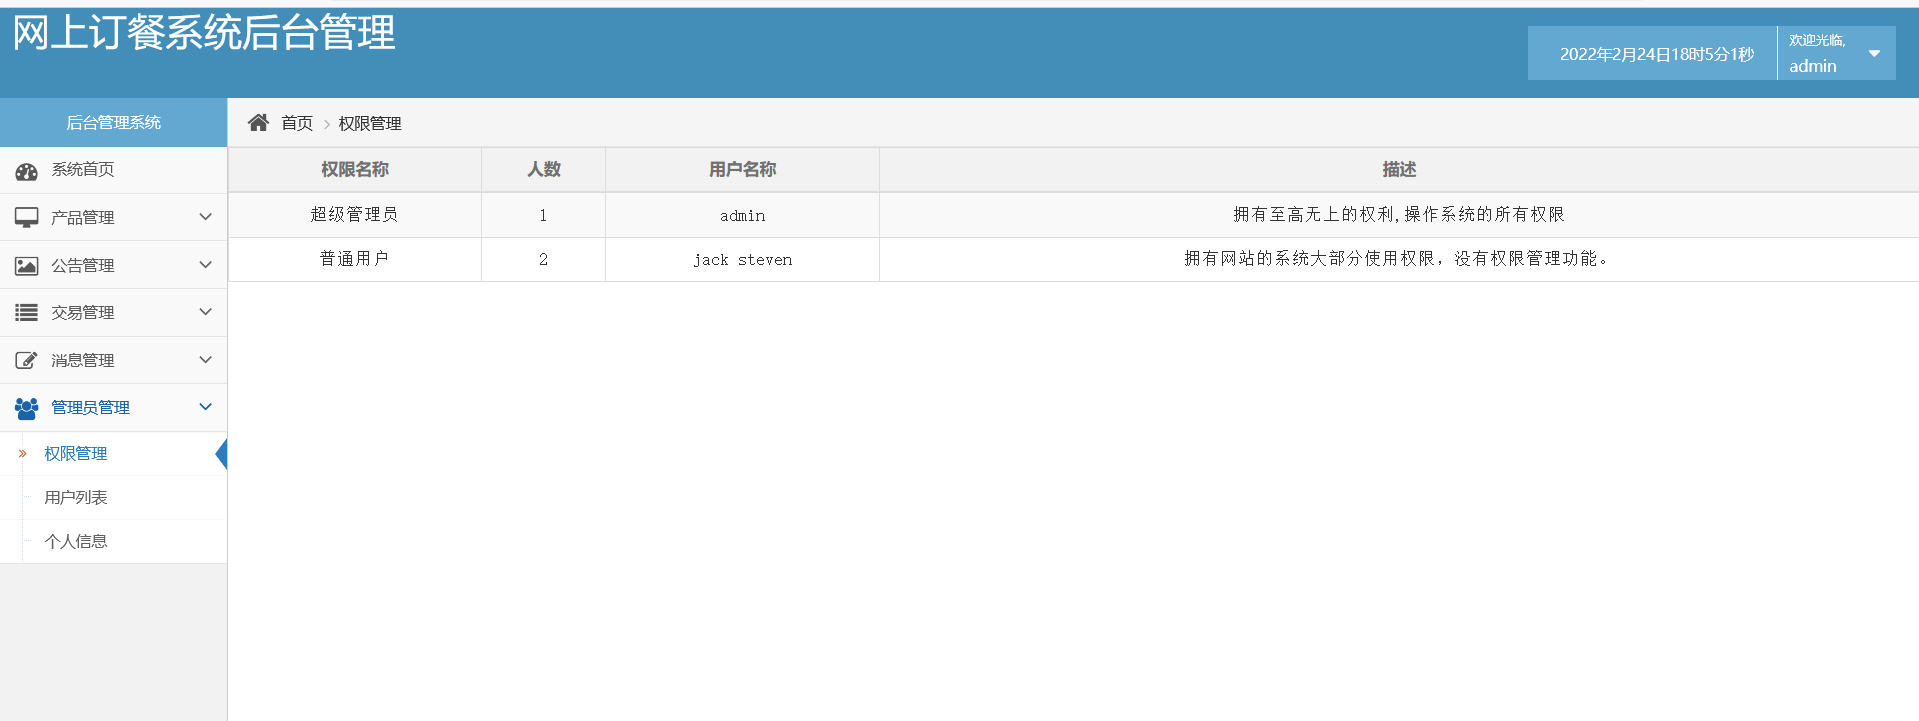 网上订餐系统后台管理
2022年2月24日18时5分1秒
欢迎光临,
admin
后台管理系统
首页 权限管理
系统首页
产品管理
公告管理
交易管理
消息管理
管理员管理
权限管理
用户列表
个人信息
权限名称 人数 用户名称 描述
超级管理员 1 admin 拥有至高无上的权利,操作系统的所有权限
普通用户 2 jack steven 拥有网站的系统大部分使用权限，没有权限管理功能。